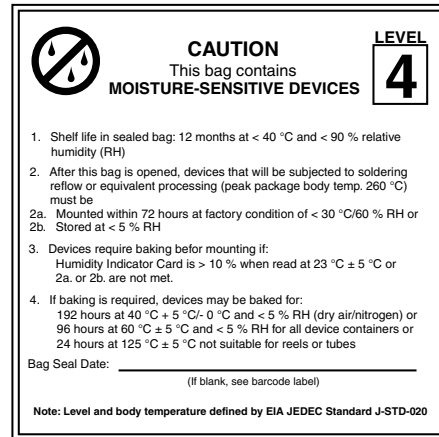 CAUTION
This bag contains
MOISTURE-SENSITIVE DEVICES
LEVEL
4
1. Shelf life in sealed bag: 12 months at < 40 °C and < 90 % relative
humidity (RH)
2. After this bag is opened, devices that will be subjected to soldering
reflow or equivalent processing (peak package body temp. 260 °C)
must be
2a. Mounted within 72 hours at factory condition of < 30 °C/60 % RH or
2b. Stored at < 5 % RH
3. Devices require baking befor mounting if:
Humidity Indicator Card is > 10 % when read at 23 °C ± 5 °C or
2a. or 2b. are not met.
4. If baking is required, devices may be baked for:
192 hours at 40 °C + 5 °C/- 0 °C and < 5 % RH (dry air/nitrogen) or
96 hours at 60 °C ± 5 °C and < 5 % RH for all device containers or
24 hours at 125 °C ± 5 °C not suitable for reels or tubes
Bag Seal Date:
(If blank, see barcode label)
Note: Level and body temperature defined by EIA JEDEC Standard J-STD-020